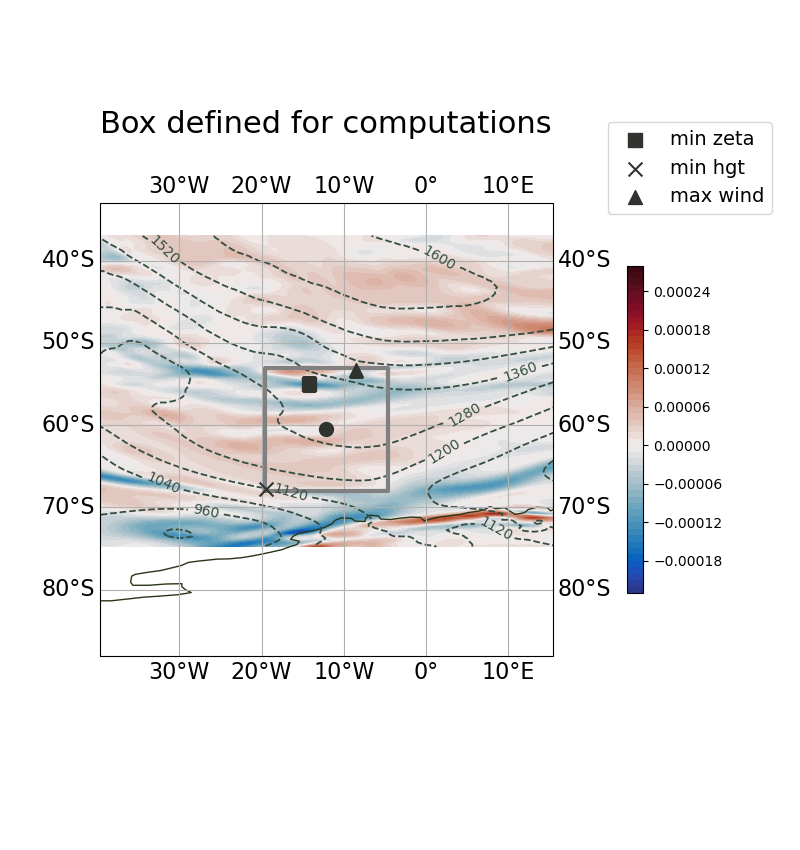 Box defined for computations
min zeta
min hgt
max wind
30°W 20°W 10°W 0° 10°E
40°S 40°S
50°S 50°S
60°S 60°S
70°S 70°S
80°S 80°S
30°W 20°W 10°W 0° 10°E
1520
1600
1360
1280
1200
1040
1120
960
1120
0.00024
0.00018
0.00012
0.00006
0.00000
−0.00006
−0.00012
−0.00018